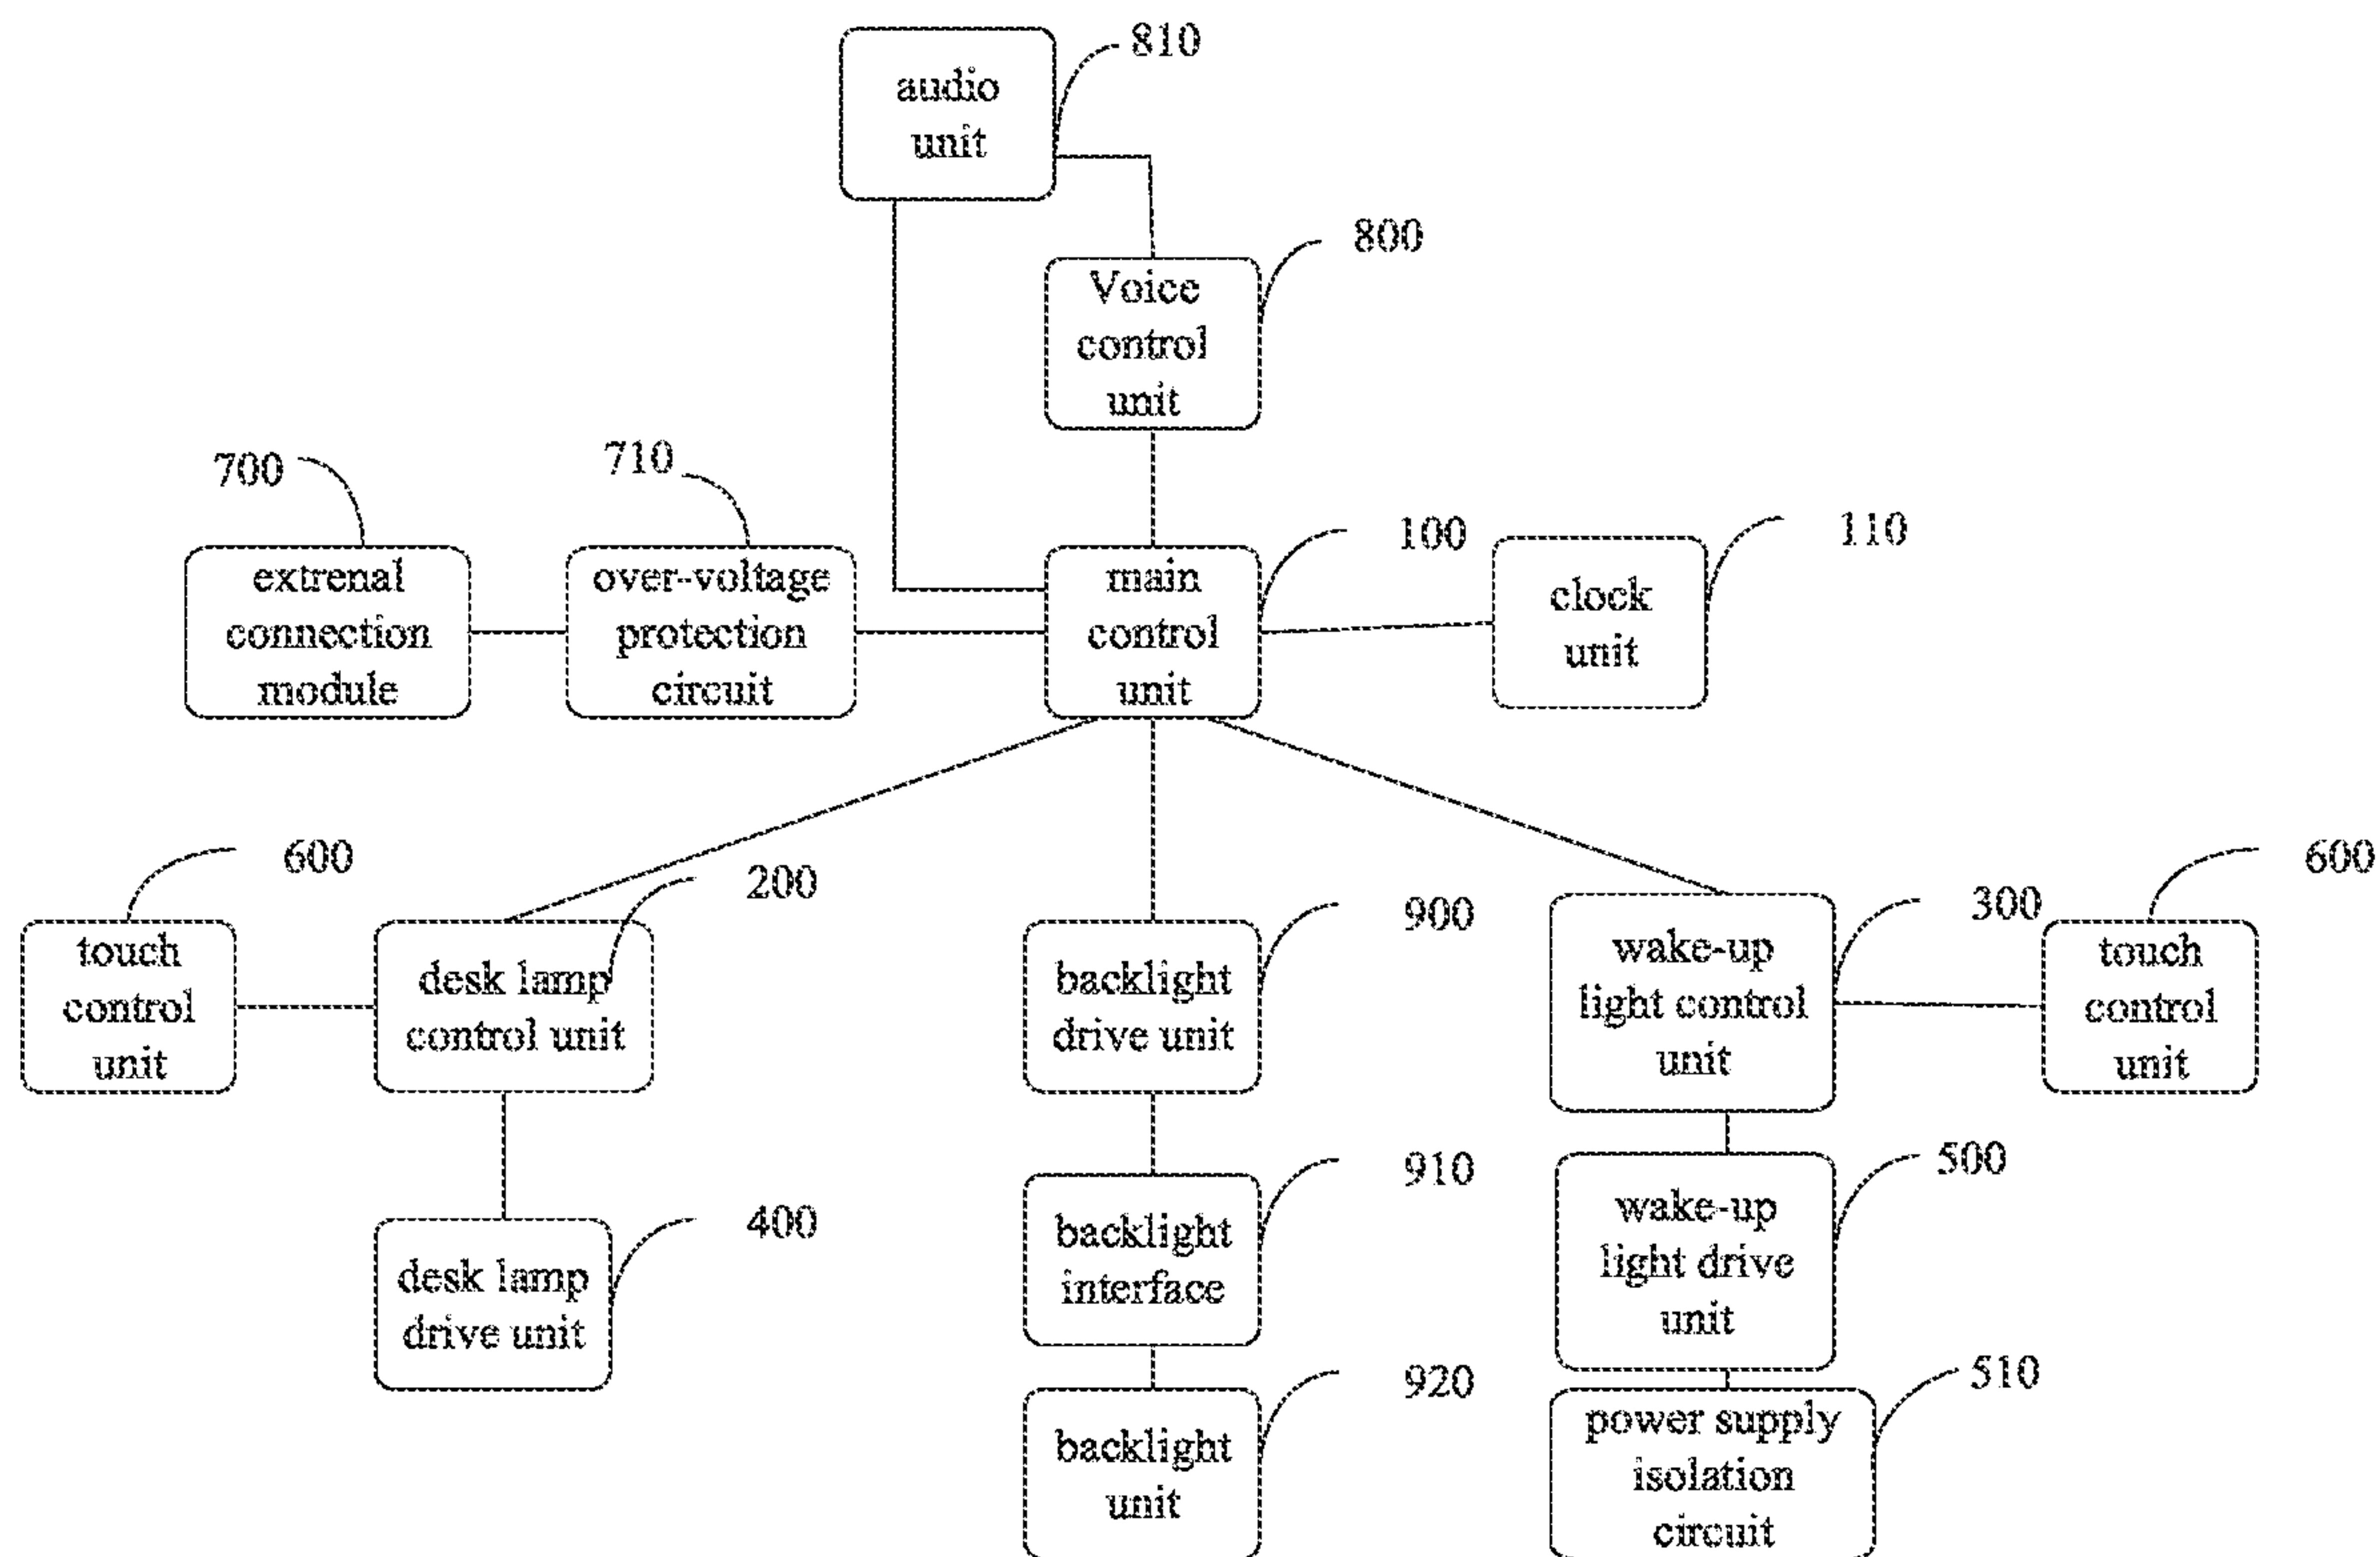 810
audio
unit
800
Voice
control
unit
700
710
100
110
extrenal
connection
module
over-voltage
protection
circuit
main
control
unit
clock
unit
600
200
900
300
600
touch
control
unit
desk lamp
control unit
backlight
drive unit
wake-up
light control
unit
touch
control
unit
400
910
500
desk lamp
drive unit
backlight
interface
wake-up
light drive
unit
920
510
backlight
unit
power supply
isolation
circuit